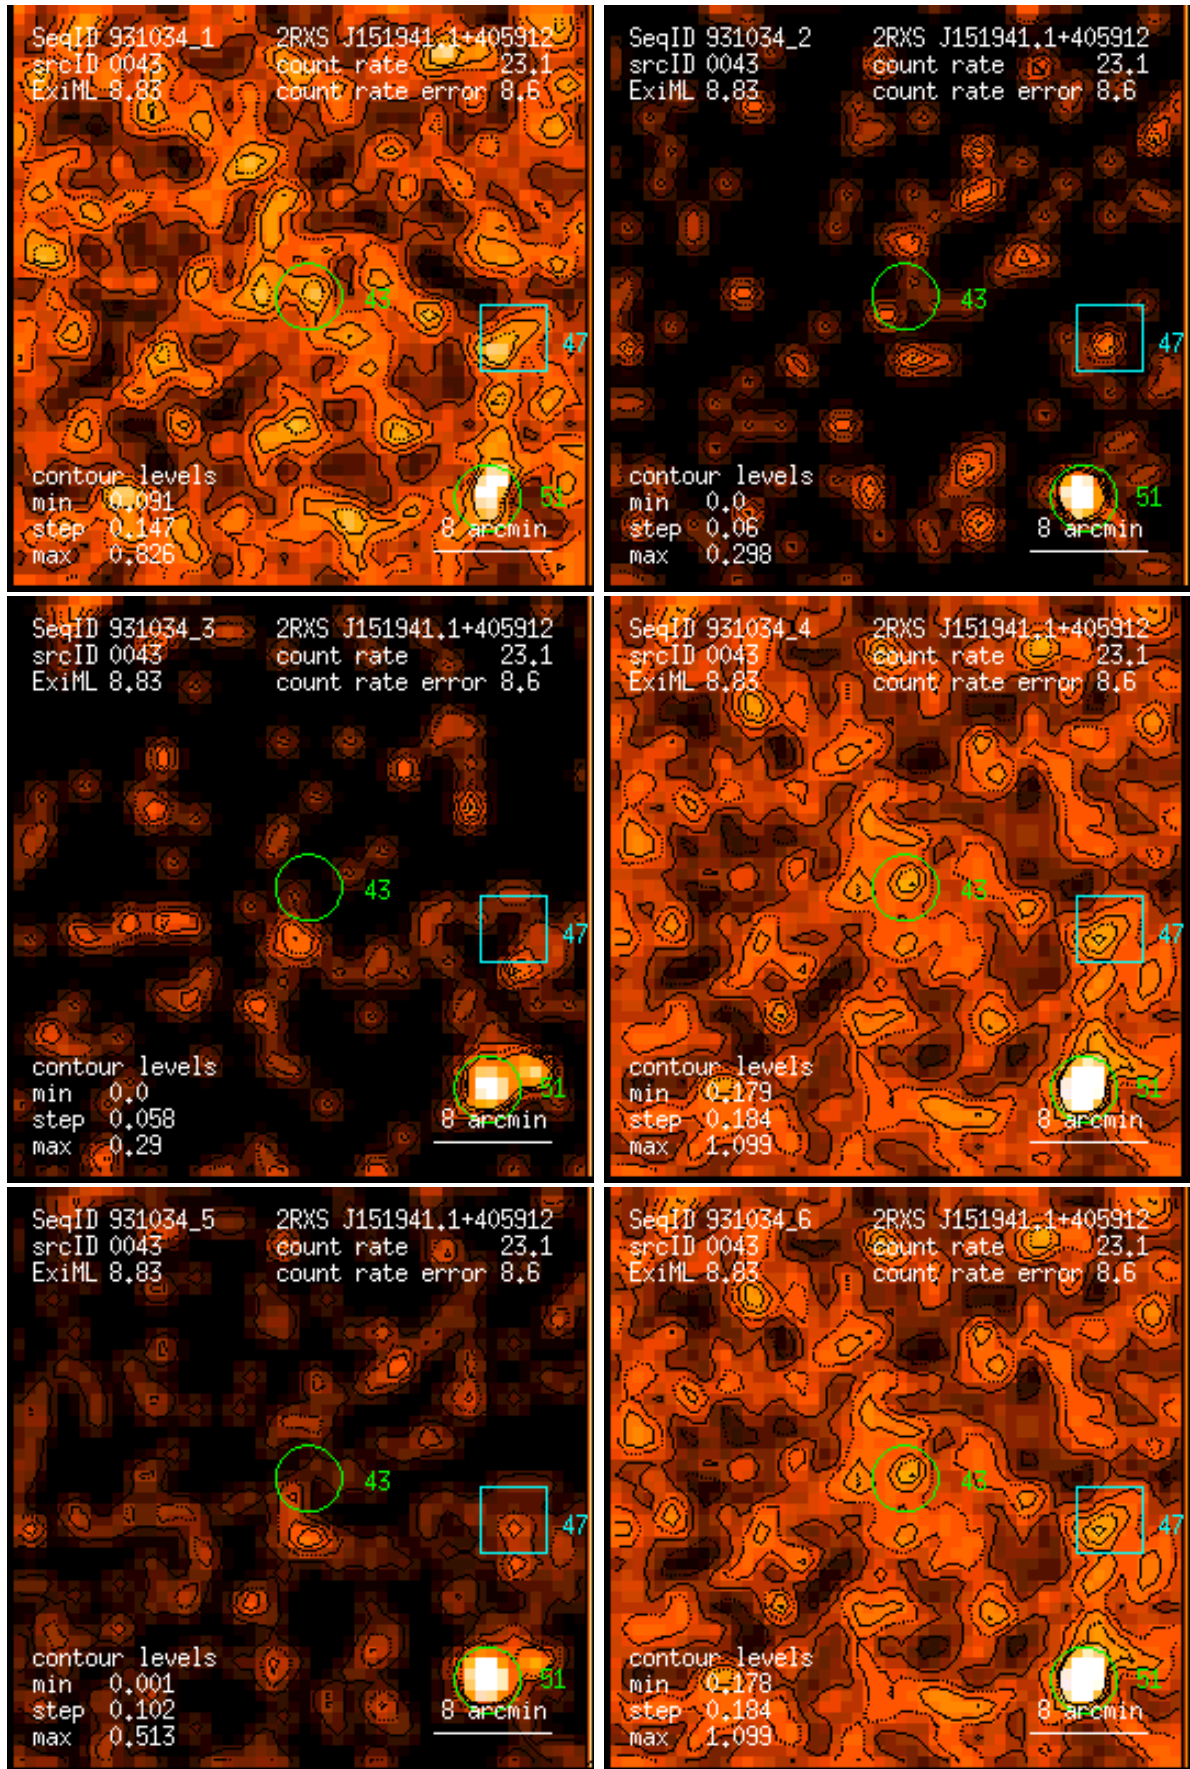 SeqID 931034_1 2RXS J151941.1+405912
srcID 0043 count rate 23.1
ExiML 8.83 count rate error 8.6
43
47
contour levels
min 0.091
51
step 0.147
8 arcmin
max 0.826
SeqID 931034_2 2RXS J151941.1+405912
srcID 0043 count rate 23.1
ExiML 8.83 count rate error 8.6
43
47
contour levels
min 0.0
51
step 0.06
8 arcmin
max 0.298
SeqID 931034_3 2RXS J151941.1+405912
srcID 0043 count rate 23.1
ExiML 8.83 count rate error 8.6
43
47
contour levels
min 0.0
51
step 0.058
8 arcmin
max 0.29
SeqID 931034_4 2RXS J151941.1+405912
srcID 0043 count rate 23.1
ExiML 8.83 count rate error 8.6
43
47
contour levels
min 0.179
51
step 0.184
8 arcmin
max 1.099
SeqID 931034_5 2RXS J151941.1+405912
srcID 0043 count rate 23.1
ExiML 8.83 count rate error 8.6
43
47
contour levels
min 0.001
51
step 0.102
8 arcmin
max 0.513
SeqID 931034_6 2RXS J151941.1+405912
srcID 0043 count rate 23.1
ExiML 8.83 count rate error 8.6
43
47
contour levels
min 0.178
51
step 0.184
8 arcmin
max 1.099